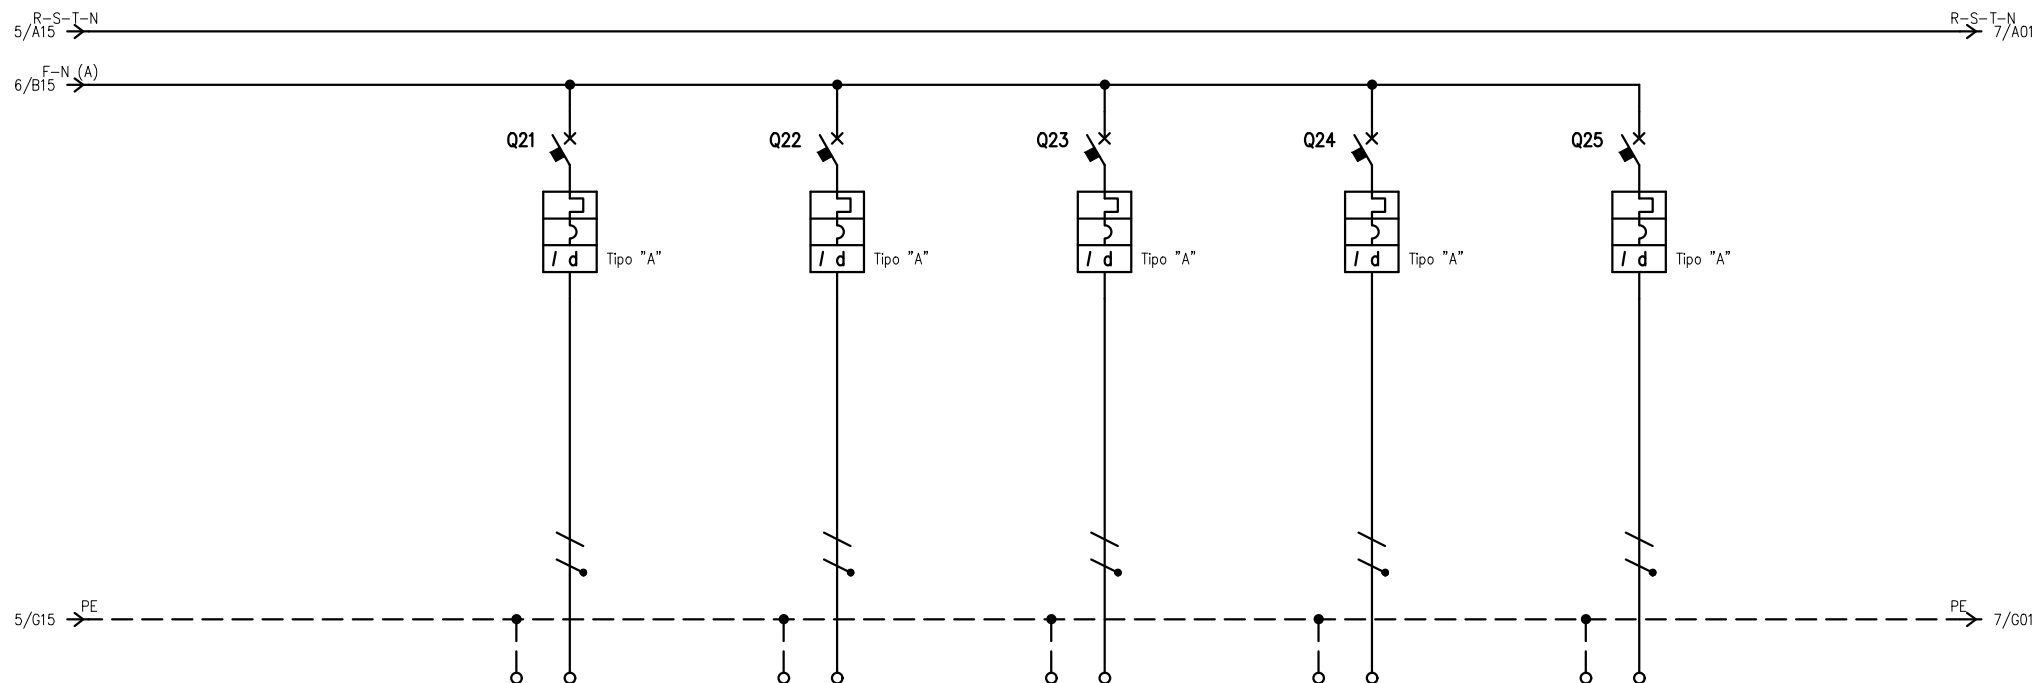 R-S-T-N R-S-T-N
5/A15 7/A01
F-N (A)
6/B15
Q21 Q22 Q23 Q24 Q25
I d Tipo "A" I d Tipo "A" I d Tipo "A" I d Tipo "A" I d Tipo "A"
PE PE
5/G15 7/G01